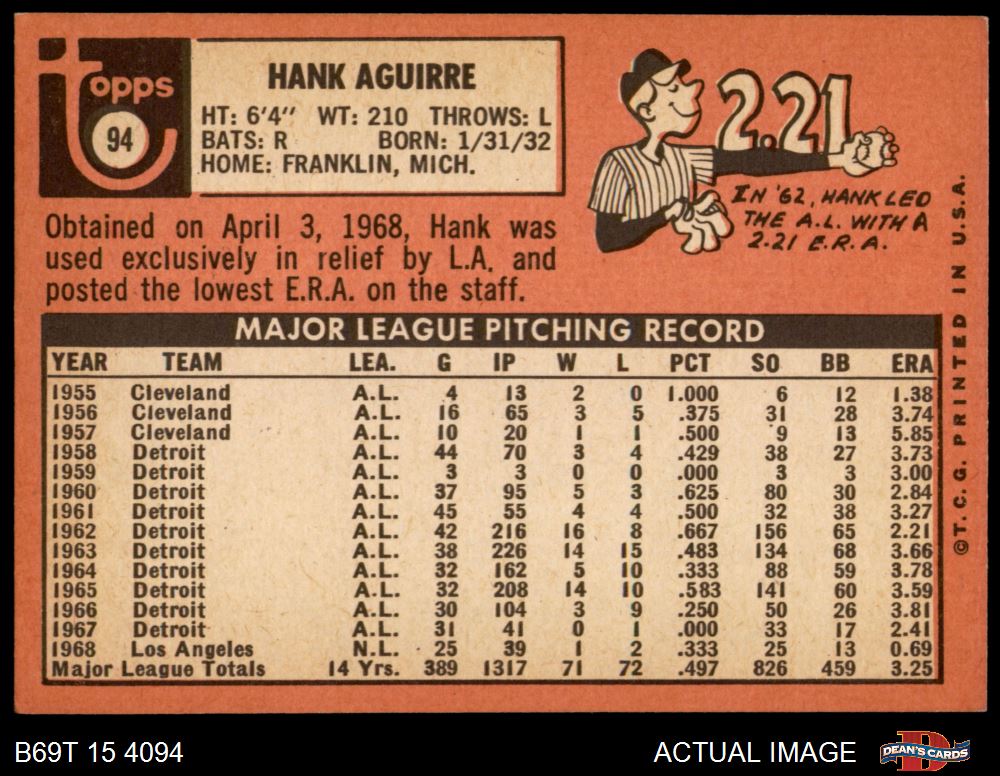 Topps
94
HANK AGUIRRE
HT: 6'4" WT: 210 THROWS: L
BATS: R BORN: 1/31/32
HOME: FRANKLIN, MICH.
2.21
IN '62, HANK LED
THE A.L. WITH A
2.21 E.R.A.
Obtained on April 3, 1968, Hank was
used exclusively in relief by L.A. and
posted the lowest E.R.A. on the staff.
MAJOR LEAGUE PITCHING RECORD
YEAR TEAM LEA. G IP W L PCT SO BB ERA
1955 Cleveland A.L. 4 13 2 0 1.000 6 12 1.38
1956 Cleveland A.L. 16 65 3 5 .375 31 28 3.74
1957 Cleveland A.L. 10 20 1 1 .500 9 13 5.85
1958 Detroit A.L. 44 70 3 4 .429 38 27 3.73
1959 Detroit A.L. 3 3 0 0 .000 3 3 3.00
1960 Detroit A.L. 37 95 5 3 .625 80 30 2.84
1961 Detroit A.L. 45 55 4 4 .500 32 38 3.27
1962 Detroit A.L. 42 216 16 8 .667 156 65 2.21
1963 Detroit A.L. 38 226 14 15 .483 134 68 3.66
1964 Detroit A.L. 32 162 5 10 .333 88 59 3.78
1965 Detroit A.L. 32 208 14 10 .583 141 60 3.59
1966 Detroit A.L. 30 104 3 9 .250 50 26 3.81
1967 Detroit A.L. 31 41 0 1 .000 33 17 2.41
1968 Los Angeles N.L. 25 39 1 2 .333 25 13 0.69
Major League Totals 14 Yrs. 389 1317 71 72 .497 826 459 3.25
©T.C.G. PRINTED IN U.S.A.
B69T 15 4094
ACTUAL IMAGE
D
DEAN'S CARDS